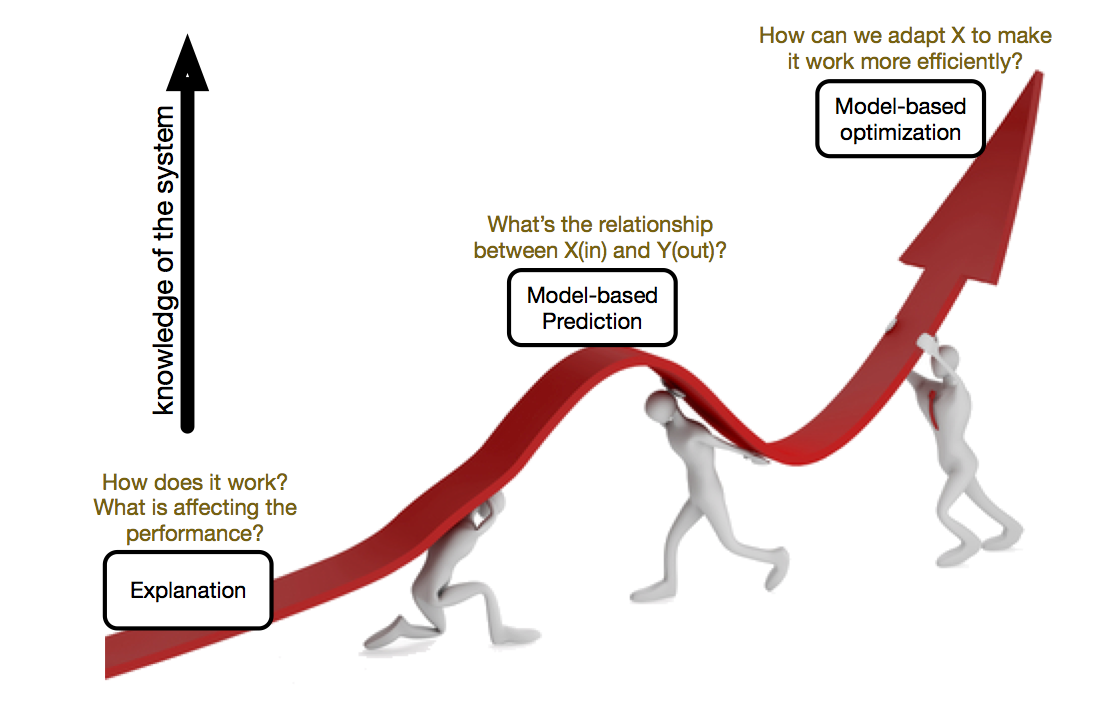 How can we adapt X to make
it work more efficiently?
Model-based
optimization
knowledge of the system
What's the relationship
between X(in) and Y(out)?
Model-based
Prediction
How does it work?
What is affecting the
performance?
Explanation